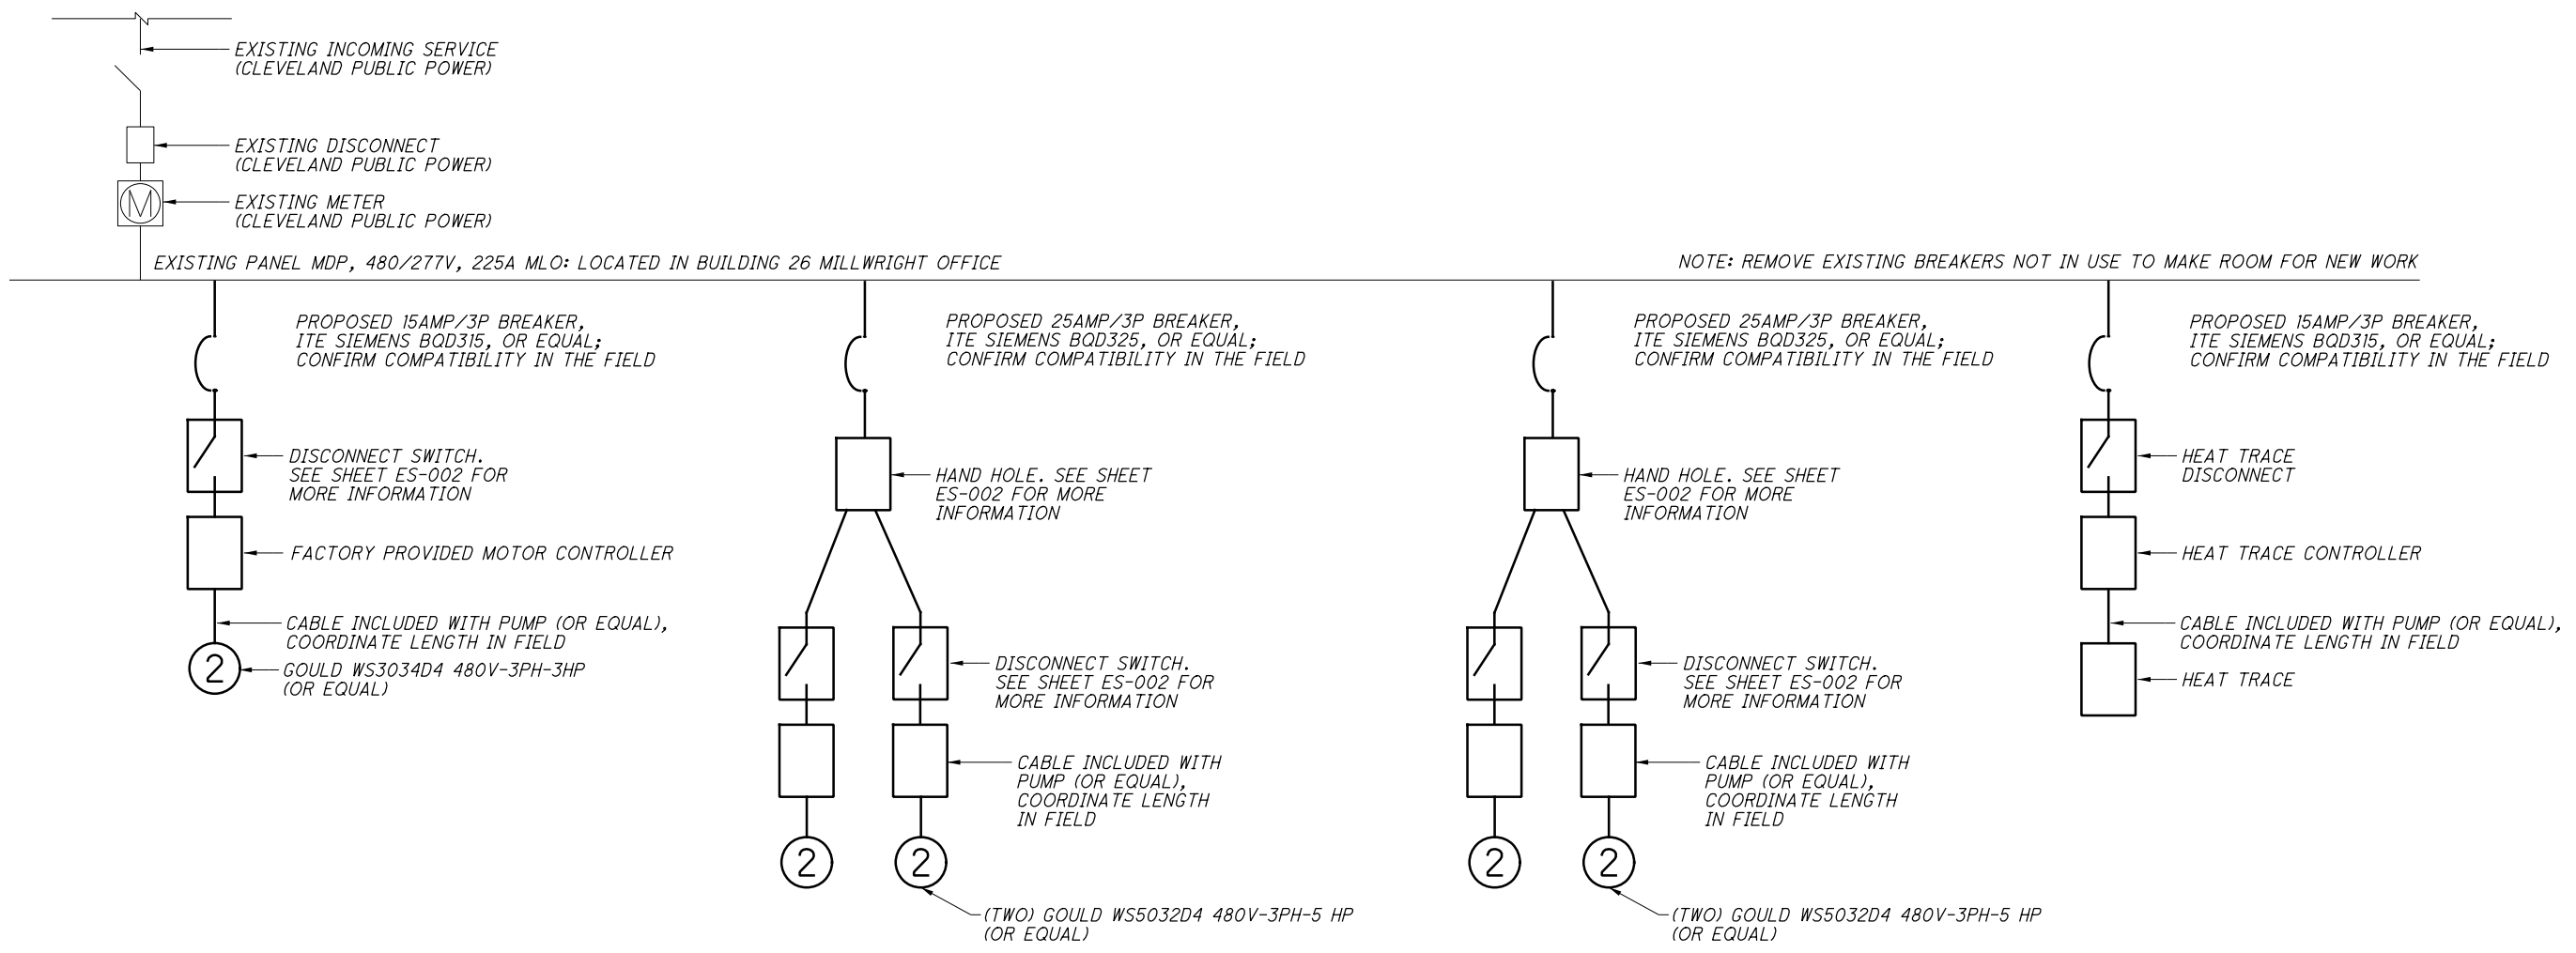 EXISTING INCOMING SERVICE
(CLEVELAND PUBLIC POWER)
EXISTING DISCONNECT
(CLEVELAND PUBLIC POWER)
M
EXISTING METER
(CLEVELAND PUBLIC POWER)
EXISTING PANEL MDP, 480/277V, 225A MLO: LOCATED IN BUILDING 26 MILLWRIGHT OFFICE
NOTE: REMOVE EXISTING BREAKERS NOT IN USE TO MAKE ROOM FOR NEW WORK
PROPOSED 15AMP/3P BREAKER,
ITE SIEMENS BQD315, OR EQUAL;
CONFIRM COMPATIBILITY IN THE FIELD
DISCONNECT SWITCH.
SEE SHEET ES-002 FOR
MORE INFORMATION
FACTORY PROVIDED MOTOR CONTROLLER
CABLE INCLUDED WITH PUMP (OR EQUAL),
COORDINATE LENGTH IN FIELD
2
GOULD WS3034D4 480V-3PH-3HP
(OR EQUAL)
PROPOSED 25AMP/3P BREAKER,
ITE SIEMENS BQD325, OR EQUAL;
CONFIRM COMPATIBILITY IN THE FIELD
HAND HOLE. SEE SHEET
ES-002 FOR MORE
INFORMATION
DISCONNECT SWITCH.
SEE SHEET ES-002 FOR
MORE INFORMATION
CABLE INCLUDED WITH
PUMP (OR EQUAL),
COORDINATE LENGTH
IN FIELD
2
2
(TWO) GOULD WS5032D4 480V-3PH-5 HP
(OR EQUAL)
PROPOSED 25AMP/3P BREAKER,
ITE SIEMENS BQD325, OR EQUAL;
CONFIRM COMPATIBILITY IN THE FIELD
HAND HOLE. SEE SHEET
ES-002 FOR MORE
INFORMATION
DISCONNECT SWITCH.
SEE SHEET ES-002 FOR
MORE INFORMATION
CABLE INCLUDED WITH
PUMP (OR EQUAL),
COORDINATE LENGTH
IN FIELD
2
2
(TWO) GOULD WS5032D4 480V-3PH-5 HP
(OR EQUAL)
PROPOSED 15AMP/3P BREAKER,
ITE SIEMENS BQD315, OR EQUAL;
CONFIRM COMPATIBILITY IN THE FIELD
HEAT TRACE
DISCONNECT
HEAT TRACE CONTROLLER
CABLE INCLUDED WITH PUMP (OR EQUAL),
COORDINATE LENGTH IN FIELD
HEAT TRACE